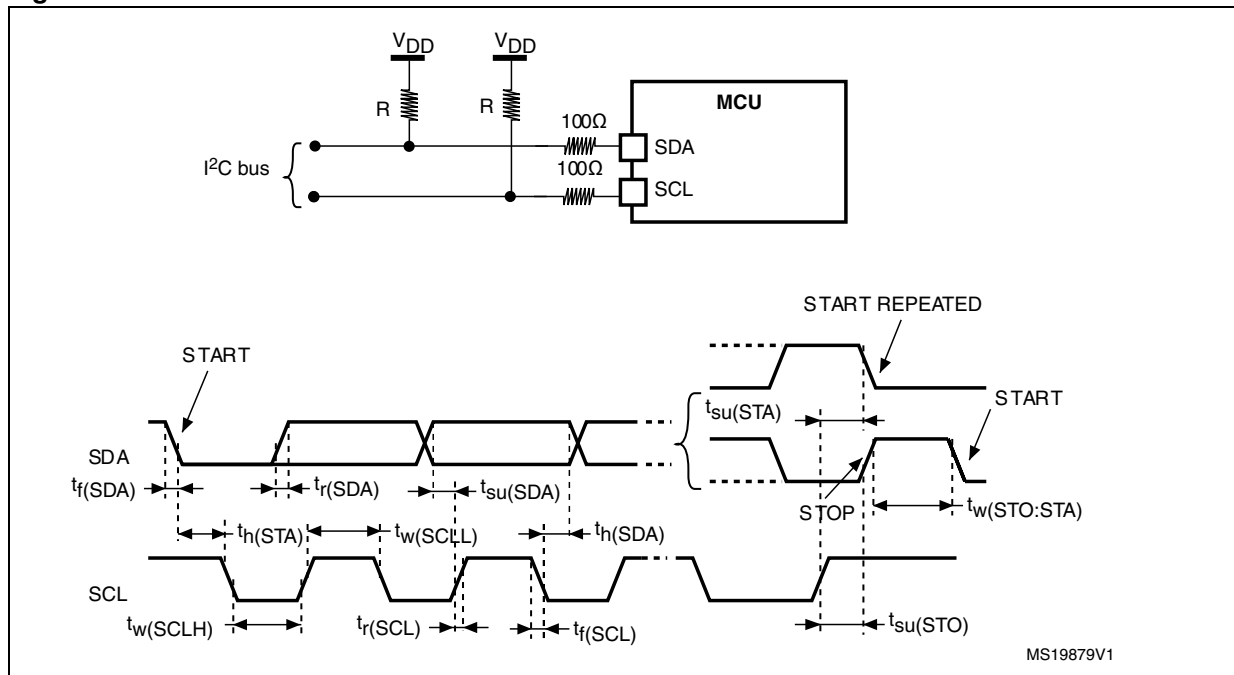 VDD VDD
R R
MCU
100Ω
SDA
100Ω
SCL
I²C bus
START REPEATED
START
START
tsu(STA)
SDA
tf(SDA) tr(SDA) tsu(SDA)
STOP
tw(STO:STA)
th(STA) tw(SCLL) th(SDA)
SCL
tw(SCLH) tr(SCL) tf(SCL) tsu(STO)
MS19879V1